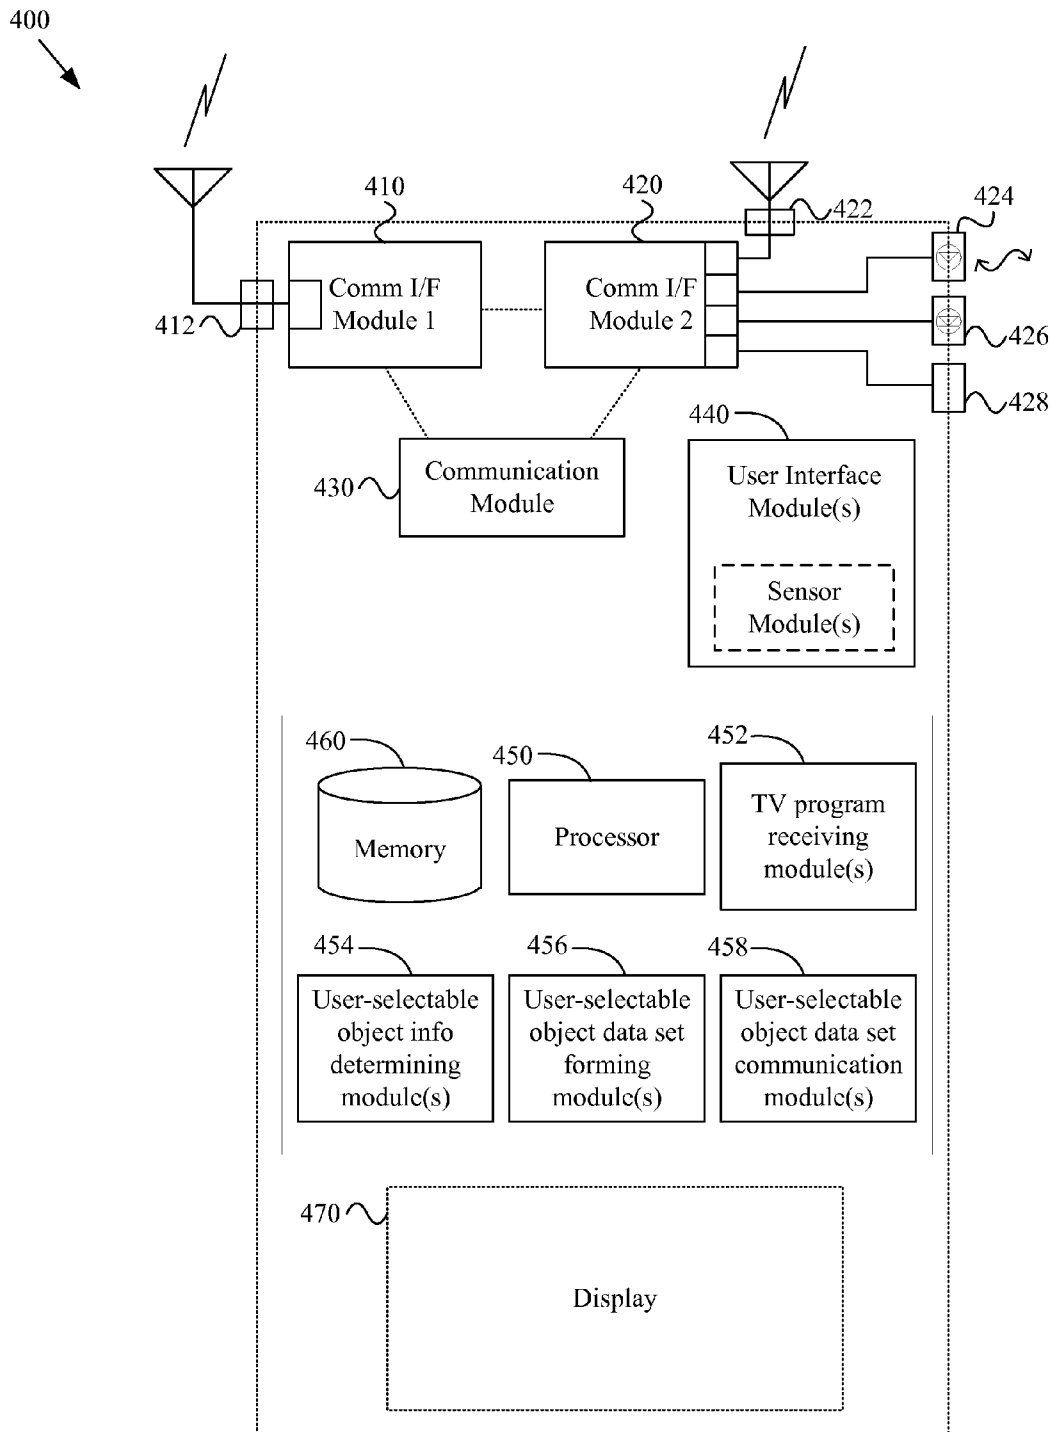 400
410
420
422
424
Comm I/F
Module 1
Comm I/F
Module 2
412
426
428
430
Communication
Module
440
User Interface
Module(s)
Sensor
Module(s)
460
Memory
450
Processor
452
TV program
receiving
module(s)
454
User-selectable
object info
determining
module(s)
456
User-selectable
object data set
forming
module(s)
458
User-selectable
object data set
communication
module(s)
470
Display